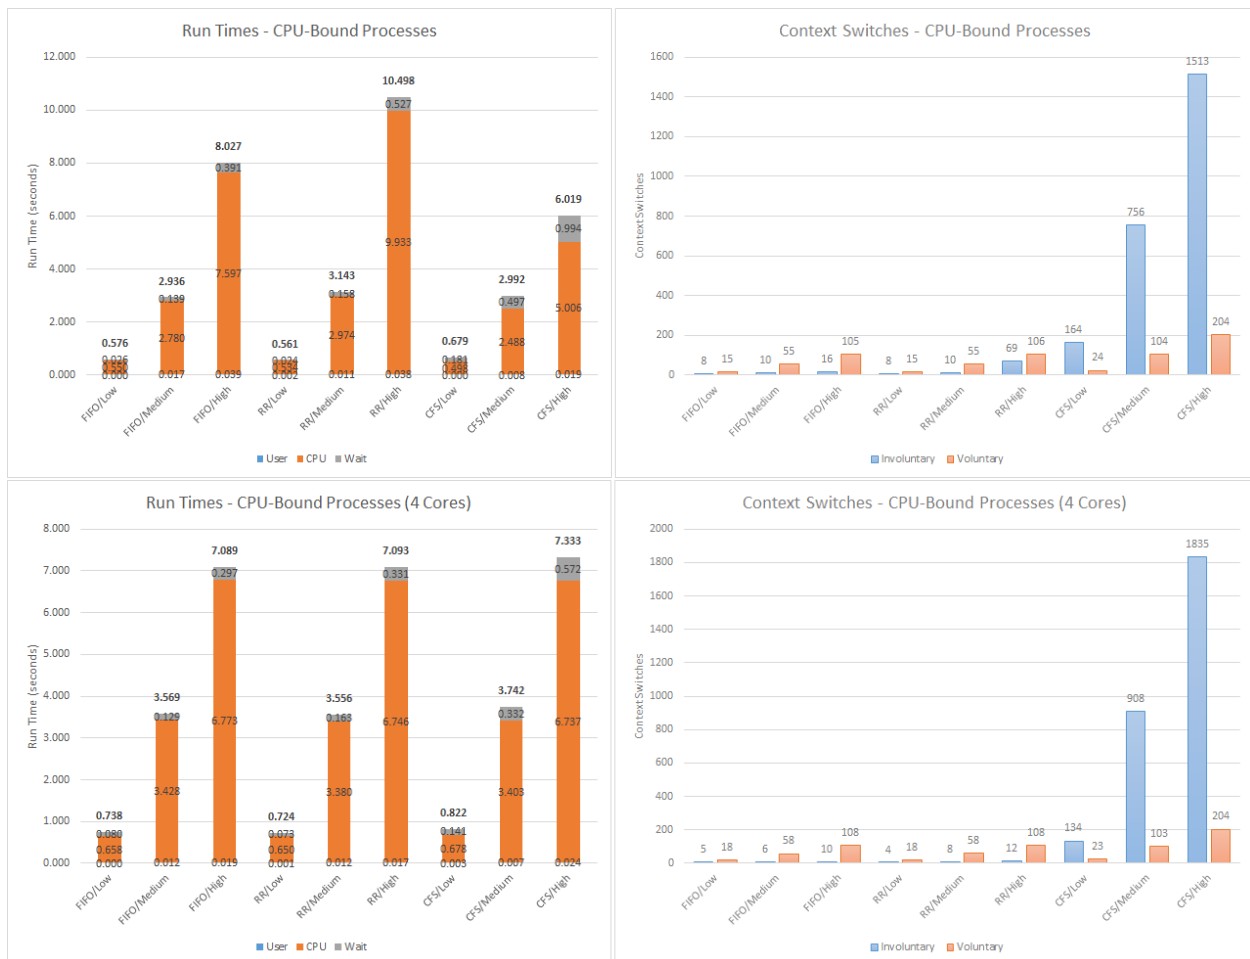 Run Times - CPU-Bound Processes
12.000
10.000
8.000
6.000
4.000
2.000
0.000
Run Time (seconds)
0.576
0.026
0.550
0.000
2.936
0.139
2.780
0.017
8.027
0.391
7.597
0.039
0.561
0.024
0.534
0.002
3.143
0.158
2.974
0.011
10.498
0.527
9.933
0.038
0.679
0.181
0.498
0.000
2.992
0.497
2.488
0.008
6.019
0.994
5.006
0.019
FIFO/Low
FIFO/Medium
FIFO/High
RR/Low
RR/Medium
RR/High
CFS/Low
CFS/Medium
CFS/High
User CPU Wait
Context Switches - CPU-Bound Processes
1600
1400
1200
1000
800
600
400
200
0
ContextSwitches
8 15
10 55
16 105
8 15
10 55
69 106
164 24
756 104
1513 204
FIFO/Low
FIFO/Medium
FIFO/High
RR/Low
RR/Medium
RR/High
CFS/Low
CFS/Medium
CFS/High
Involuntary Voluntary
Run Times - CPU-Bound Processes (4 Cores)
8.000
7.000
6.000
5.000
4.000
3.000
2.000
1.000
0.000
Run Time (seconds)
0.738
0.080
0.658
0.000
3.569
0.129
3.428
0.012
7.089
0.297
6.773
0.019
0.724
0.073
0.650
0.001
3.556
0.163
3.380
0.012
7.093
0.331
6.746
0.017
0.822
0.141
0.678
0.003
3.742
0.332
3.403
0.007
7.333
0.572
6.737
0.024
FIFO/Low
FIFO/Medium
FIFO/High
RR/Low
RR/Medium
RR/High
CFS/Low
CFS/Medium
CFS/High
User CPU Wait
Context Switches - CPU-Bound Processes (4 Cores)
2000
1800
1600
1400
1200
1000
800
600
400
200
0
ContextSwitches
5 18
6 58
10 108
4 18
8 58
12 108
134 23
908 103
1835 204
FIFO/Low
FIFO/Medium
FIFO/High
RR/Low
RR/Medium
RR/High
CFS/Low
CFS/Medium
CFS/High
Involuntary Voluntary